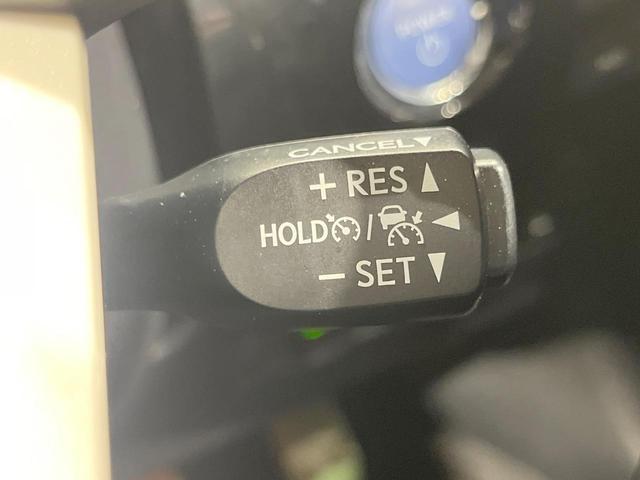 CANCEL▼
+ RES ▲
HOLD / ◀
− SET ▼